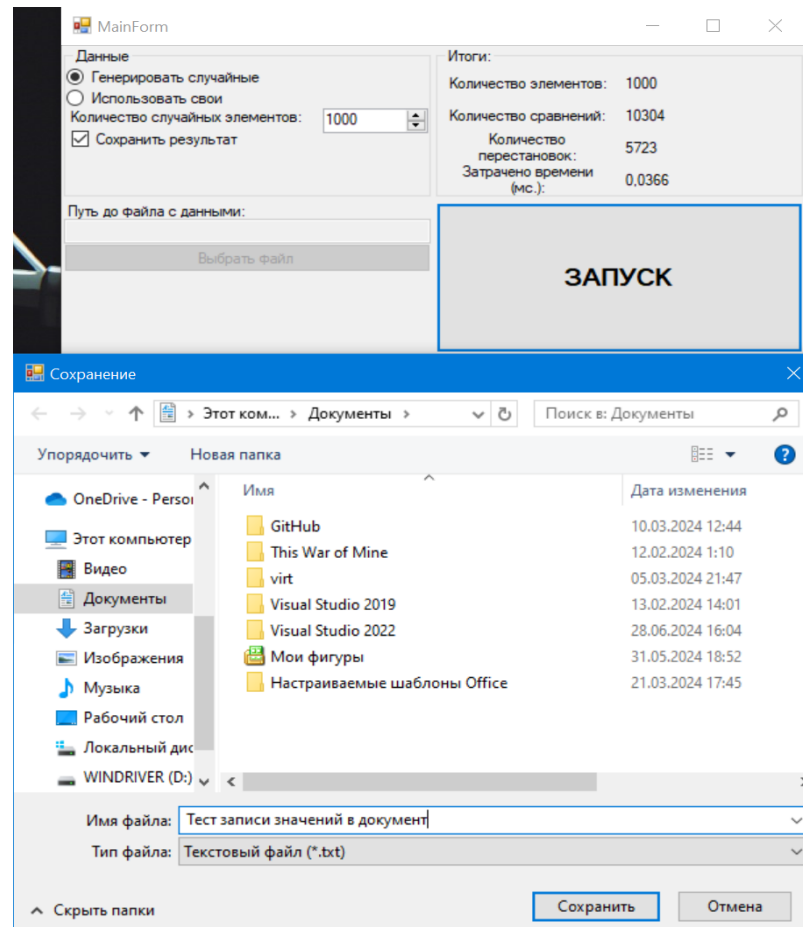 MainForm
Данные
Генерировать случайные
Использовать свои
Количество случайных элементов: 1000
Сохранить результат
Путь до файла с данными:
Выбрать файл
Итоги:
Количество элементов: 1000
Количество сравнений: 10304
Количество
перестановок: 5723
Затрачено времени
(мс.): 0,0366
ЗАПУСК
Сохранение
Этот ком... › Документы ›
Поиск в: Документы
Упорядочить
Новая папка
OneDrive - Person
Этот компьютер
Видео
Документы
Загрузки
Изображения
Музыка
Рабочий стол
Локальный дис
WINDRIVER (D:)
Имя Дата изменения
GitHub 10.03.2024 12:44
This War of Mine 12.02.2024 1:10
virt 05.03.2024 21:47
Visual Studio 2019 13.02.2024 14:01
Visual Studio 2022 28.06.2024 16:04
Мои фигуры 31.05.2024 18:52
Настраиваемые шаблоны Office 21.03.2024 17:45
Имя файла: Тест записи значений в документ
Тип файла: Текстовый файл (*.txt)
Скрыть папки
Сохранить
Отмена